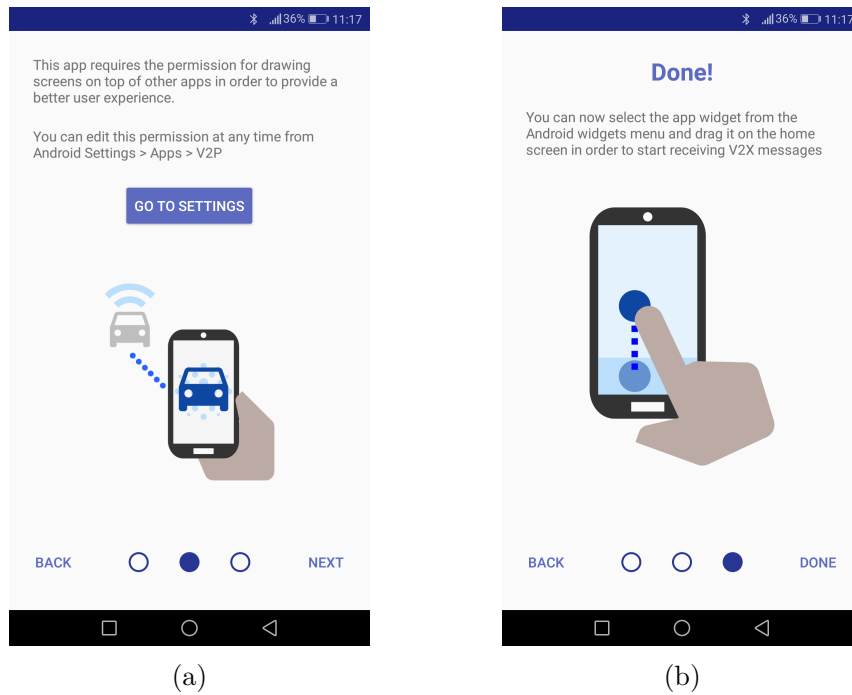 36% 11:17
This app requires the permission for drawing
screens on top of other apps in order to provide a
better user experience.
You can edit this permission at any time from
Android Settings > Apps > V2P
GO TO SETTINGS
BACK
NEXT
(a)
36% 11:17
Done!
You can now select the app widget from the
Android widgets menu and drag it on the home
screen in order to start receiving V2X messages
BACK
DONE
(b)